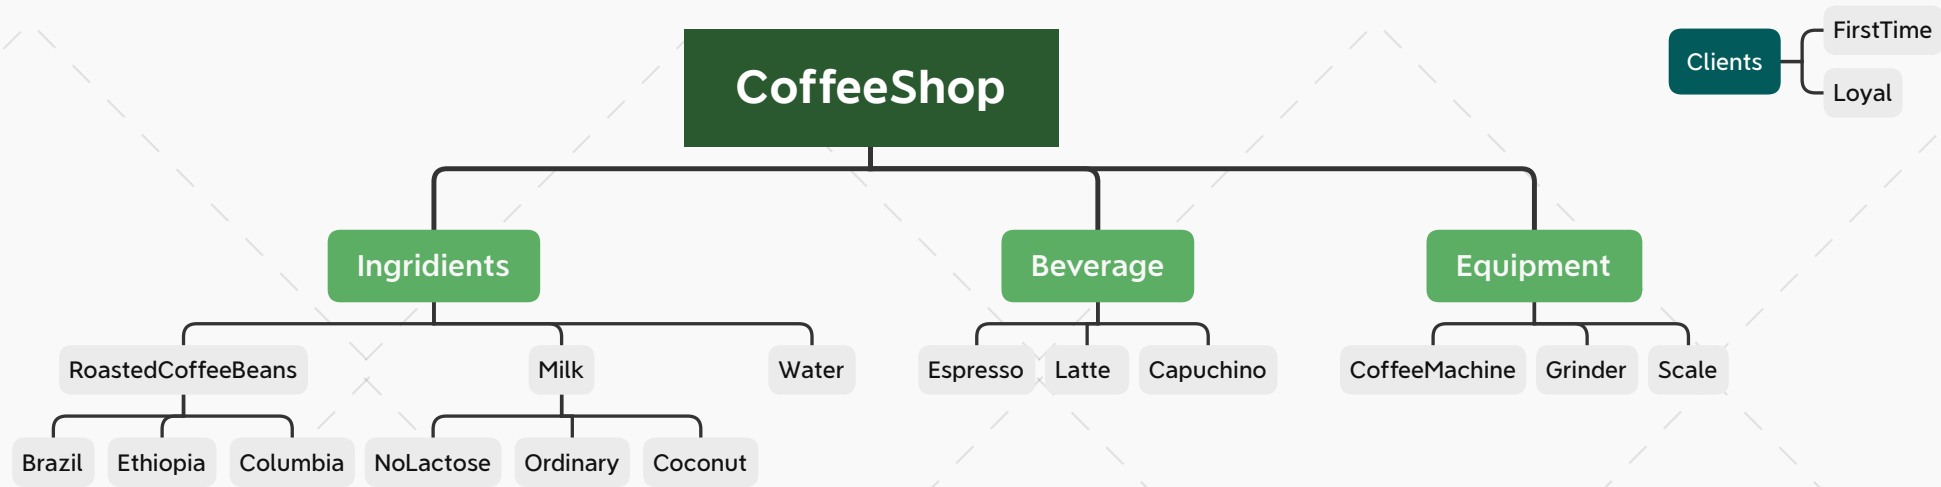 CoffeeShop
Clients
FirstTime
Loyal
Ingridients
Beverage
Equipment
RoastedCoffeeBeans
Milk
Water
Espresso
Latte
Capuchino
CoffeeMachine
Grinder
Scale
Brazil
Ethiopia
Columbia
NoLactose
Ordinary
Coconut